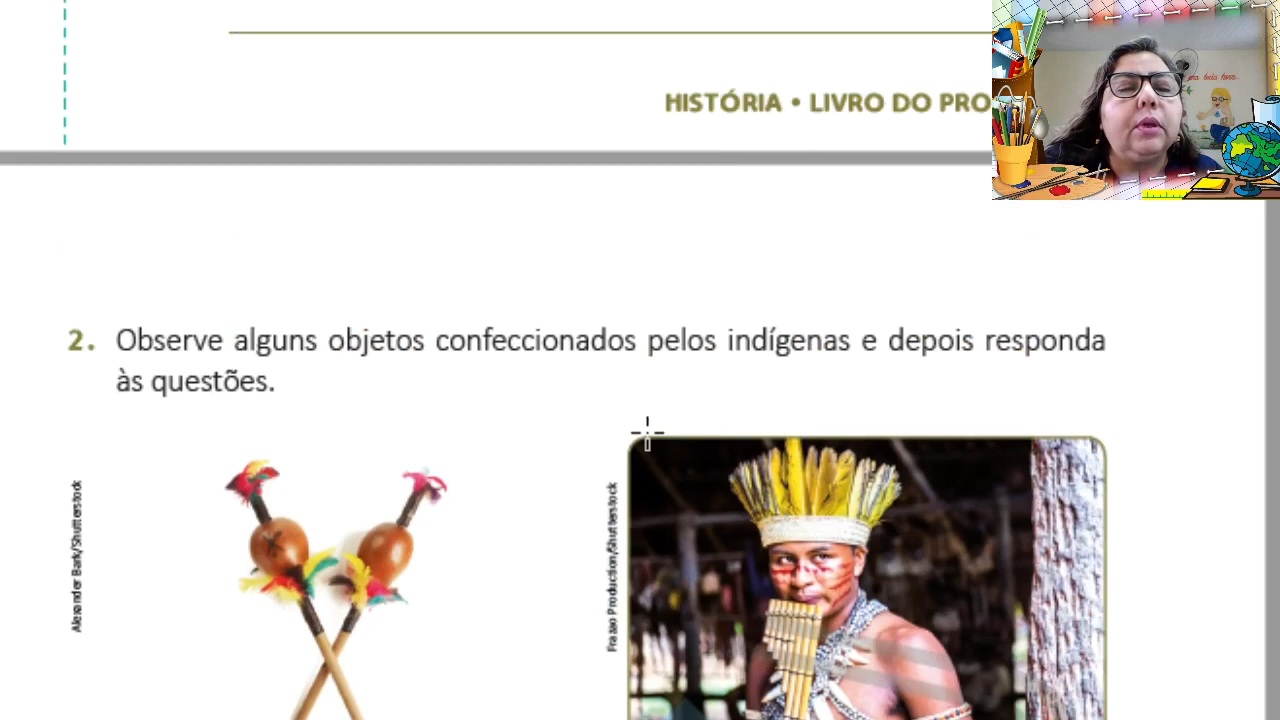 HISTÓRIA • LIVRO DO PRO
2. Observe alguns objetos confeccionados pelos indígenas e depois responda
às questões.
Alexander Bark/Shutterstock
Frazao Production/Shutterstock